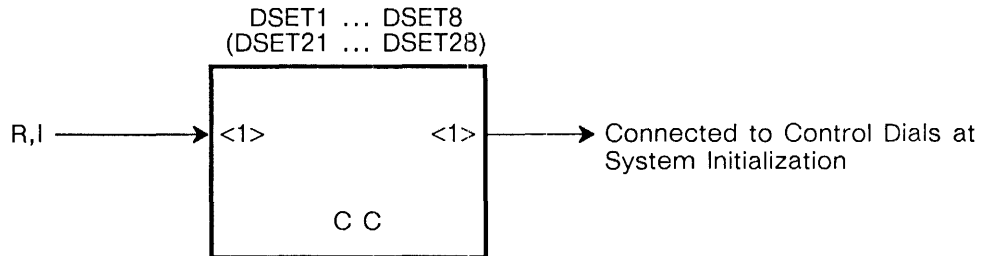 DSET1 ... DSET8
(DSET21 ... DSET28)
R,I
<1>
<1>
Connected to Control Dials at
System Initialization
C C